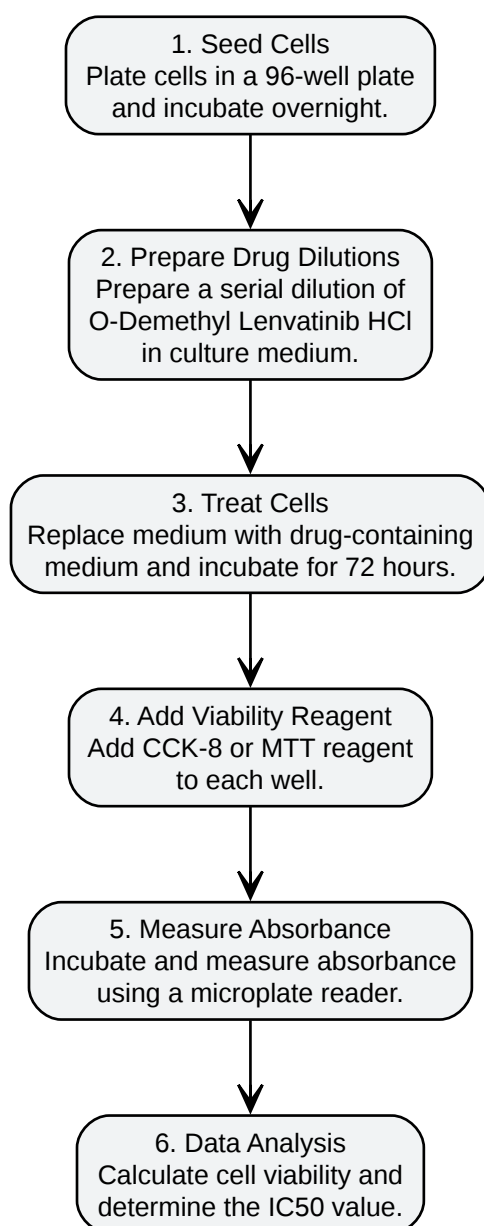 1. Seed Cells
Plate cells in a 96-well plate
and incubate overnight.
2. Prepare Drug Dilutions
Prepare a serial dilution of
O-Demethyl Lenvatinib HCl
in culture medium.
3. Treat Cells
Replace medium with drug-containing
medium and incubate for 72 hours.
4. Add Viability Reagent
Add CCK-8 or MTT reagent
to each well.
5. Measure Absorbance
Incubate and measure absorbance
using a microplate reader.
6. Data Analysis
Calculate cell viability and
determine the IC50 value.